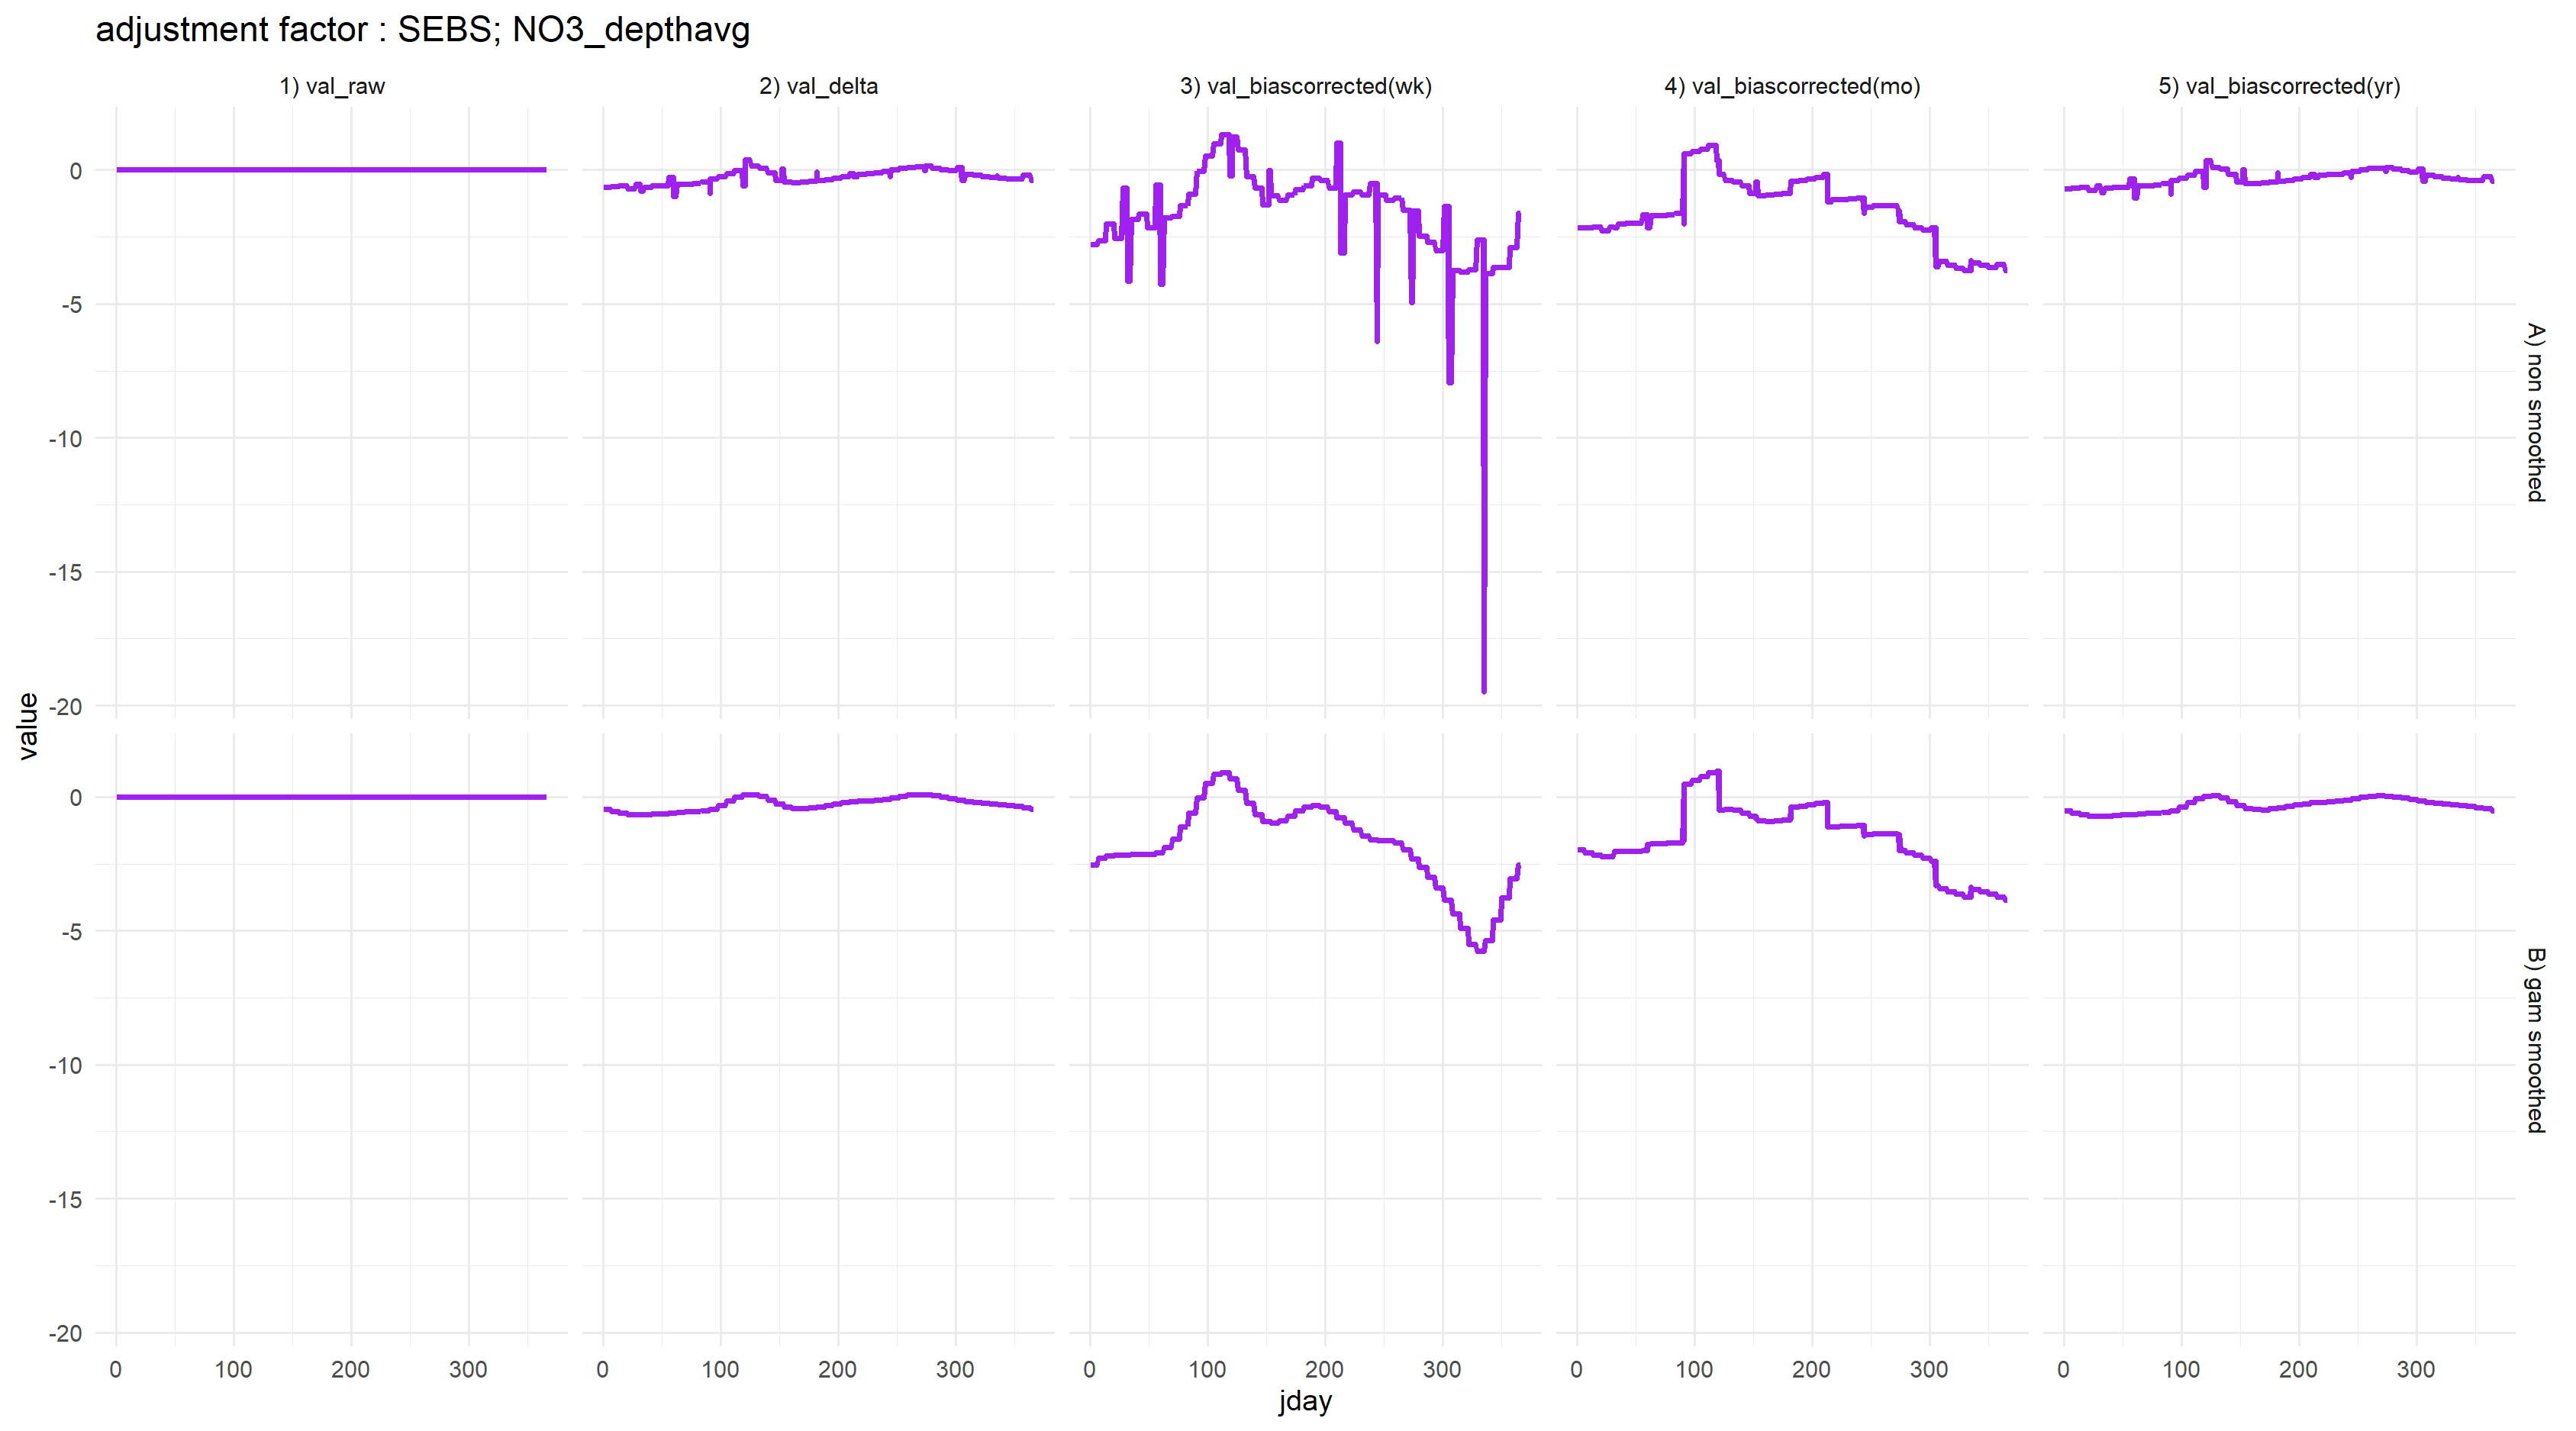 adjustment factor : SEBS; NO3_depthavg
1) val_raw
2) val_delta
3) val_biascorrected(wk)
4) val_biascorrected(mo)
5) val_biascorrected(yr)
0
-5
-10
-15
-20
A) non smoothed
value
0
-5
-10
-15
-20
B) gam smoothed
0 100 200 300
0 100 200 300
0 100 200 300
0 100 200 300
0 100 200 300
jday